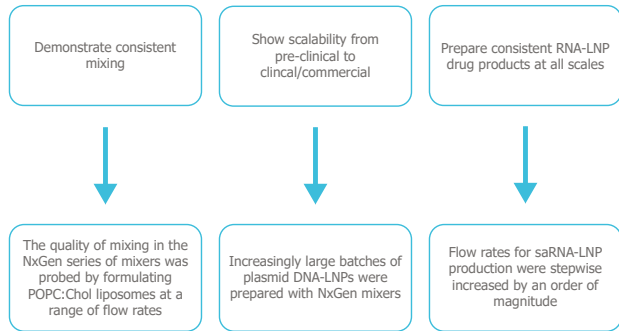 Demonstrate consistent
mixing
Show scalability from
pre-clinical to
clincal/commercial
Prepare consistent RNA-LNP
drug products at all scales
The quality of mixing in the
NxGen series of mixers was
probed by formulating
POPC:Chol liposomes at a
range of flow rates
Increasingly large batches of
plasmid DNA-LNPs were
prepared with NxGen mixers
Flow rates for saRNA-LNP
production were stepwise
increased by an order of
magnitude